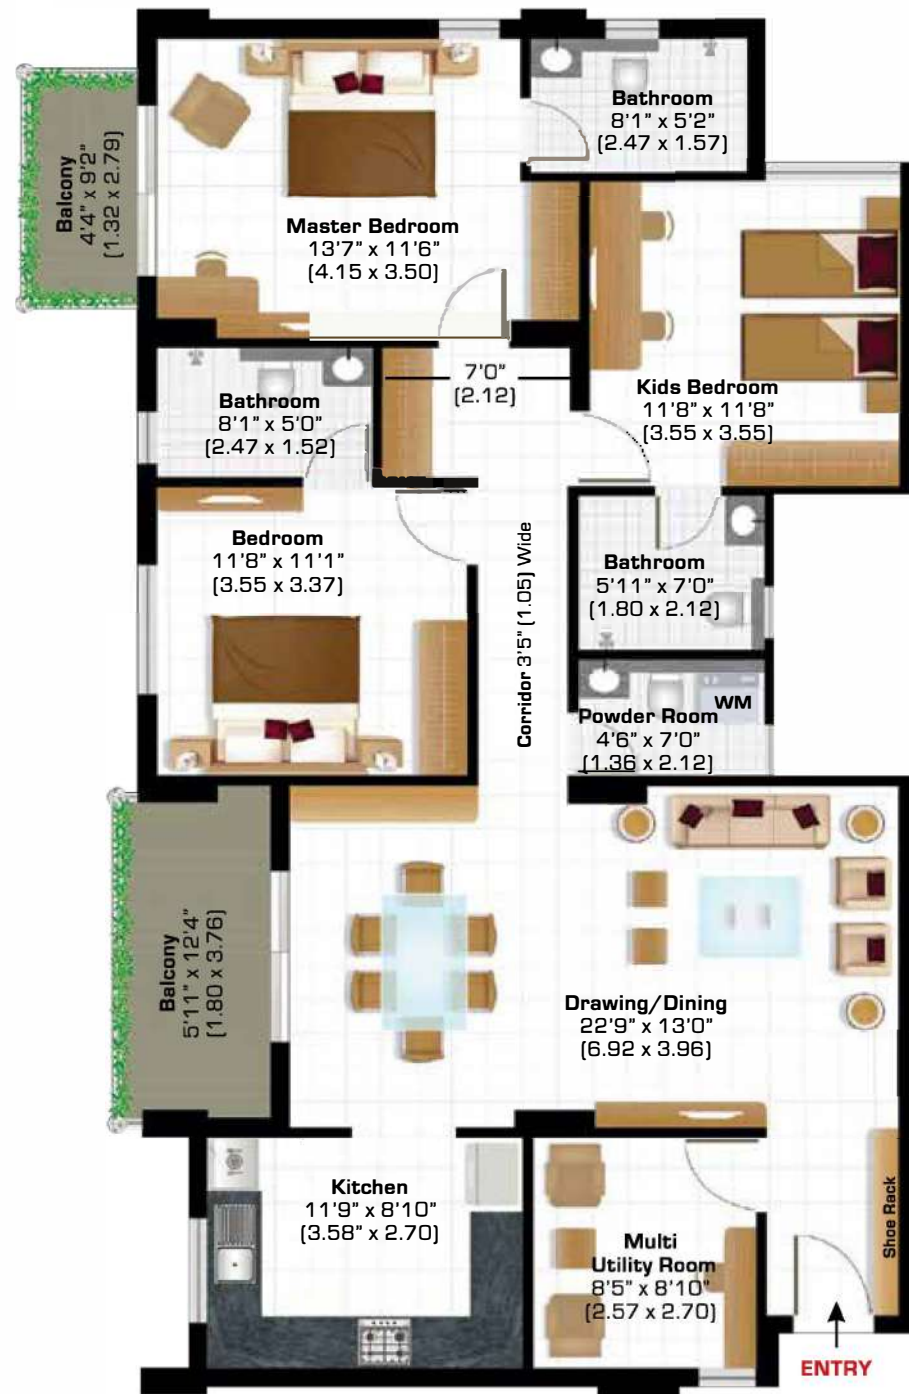 Bathroom
8'1" x 5'2"
(2.47 x 1.57)
Balcony
4'4" x 9'2"
(1.32 x 2.79)
Master Bedroom
13'7" x 11'6"
(4.15 x 3.50)
7'0"
(2.12)
Kids Bedroom
11'8" x 11'8"
(3.55 x 3.55)
Bathroom
8'1" x 5'0"
(2.47 x 1.52)
Bedroom
11'8" x 11'1"
(3.55 x 3.37)
Corridor 3'5" (1.05) Wide
Bathroom
5'11" x 7'0"
(1.80 x 2.12)
WM
Powder Room
4'6" x 7'0"
(1.36 x 2.12)
Balcony
5'11" x 12'4"
(1.80 x 3.76)
Drawing/Dining
22'9" x 13'0"
(6.92 x 3.96)
Kitchen
11'9" x 8'10"
(3.58 x 2.70)
Multi
Utility Room
8'5" x 8'10"
(2.57 x 2.70)
Shoe Rack
ENTRY